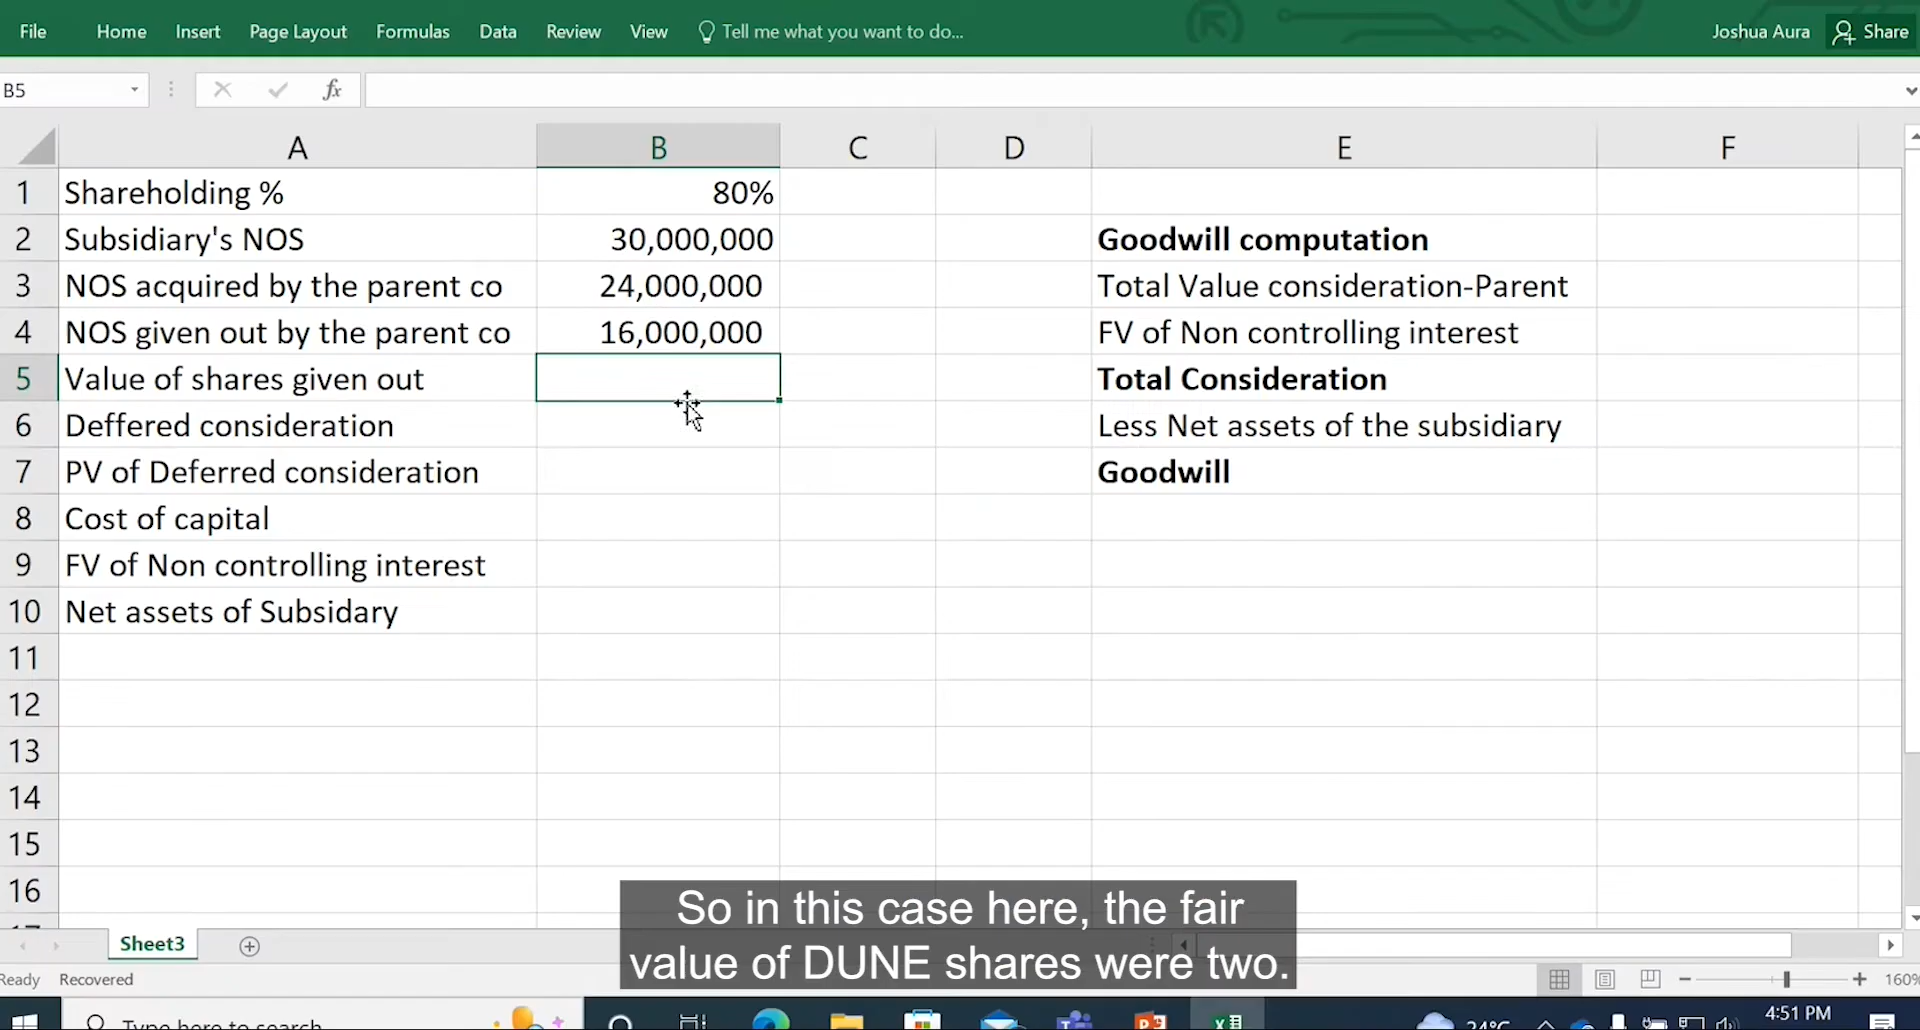 File Home Insert Page Layout Formulas Data Review View Tell me what you want to do... Joshua Aura Share
B5 fx
A B C D E F
1 Shareholding % 80%
2 Subsidiary's NOS 30,000,000 Goodwill computation
3 NOS acquired by the parent co 24,000,000 Total Value consideration-Parent
4 NOS given out by the parent co 16,000,000 FV of Non controlling interest
5 Value of shares given out Total Consideration
6 Deffered consideration Less Net assets of the subsidiary
7 PV of Deferred consideration Goodwill
8 Cost of capital
9 FV of Non controlling interest
10 Net assets of Subsidary
11
12
13
14
15
16
So in this case here, the fair
value of DUNE shares were two.
Sheet3
Ready Recovered 160%
Type here to search 24°C 4:51 PM